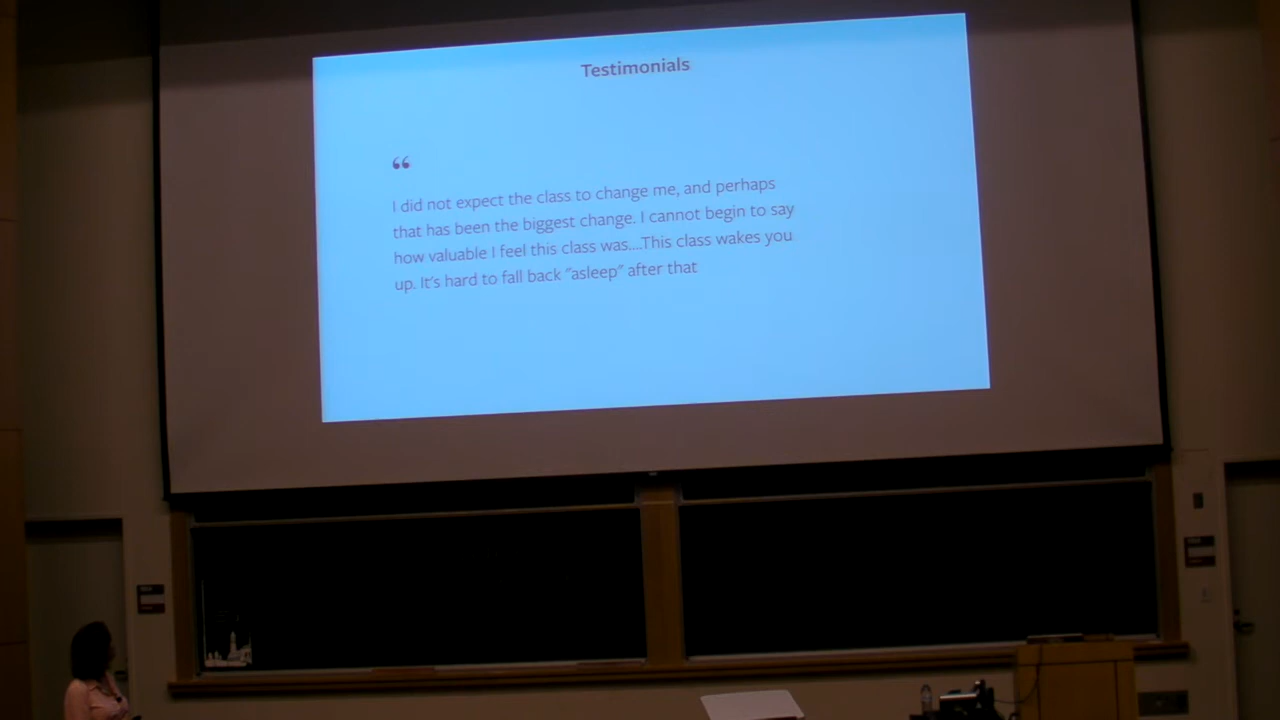 Testimonials
“
I did not expect the class to change me, and perhaps
that has been the biggest change. I cannot begin to say
how valuable I feel this class was....This class wakes you
up. It's hard to fall back "asleep" after that